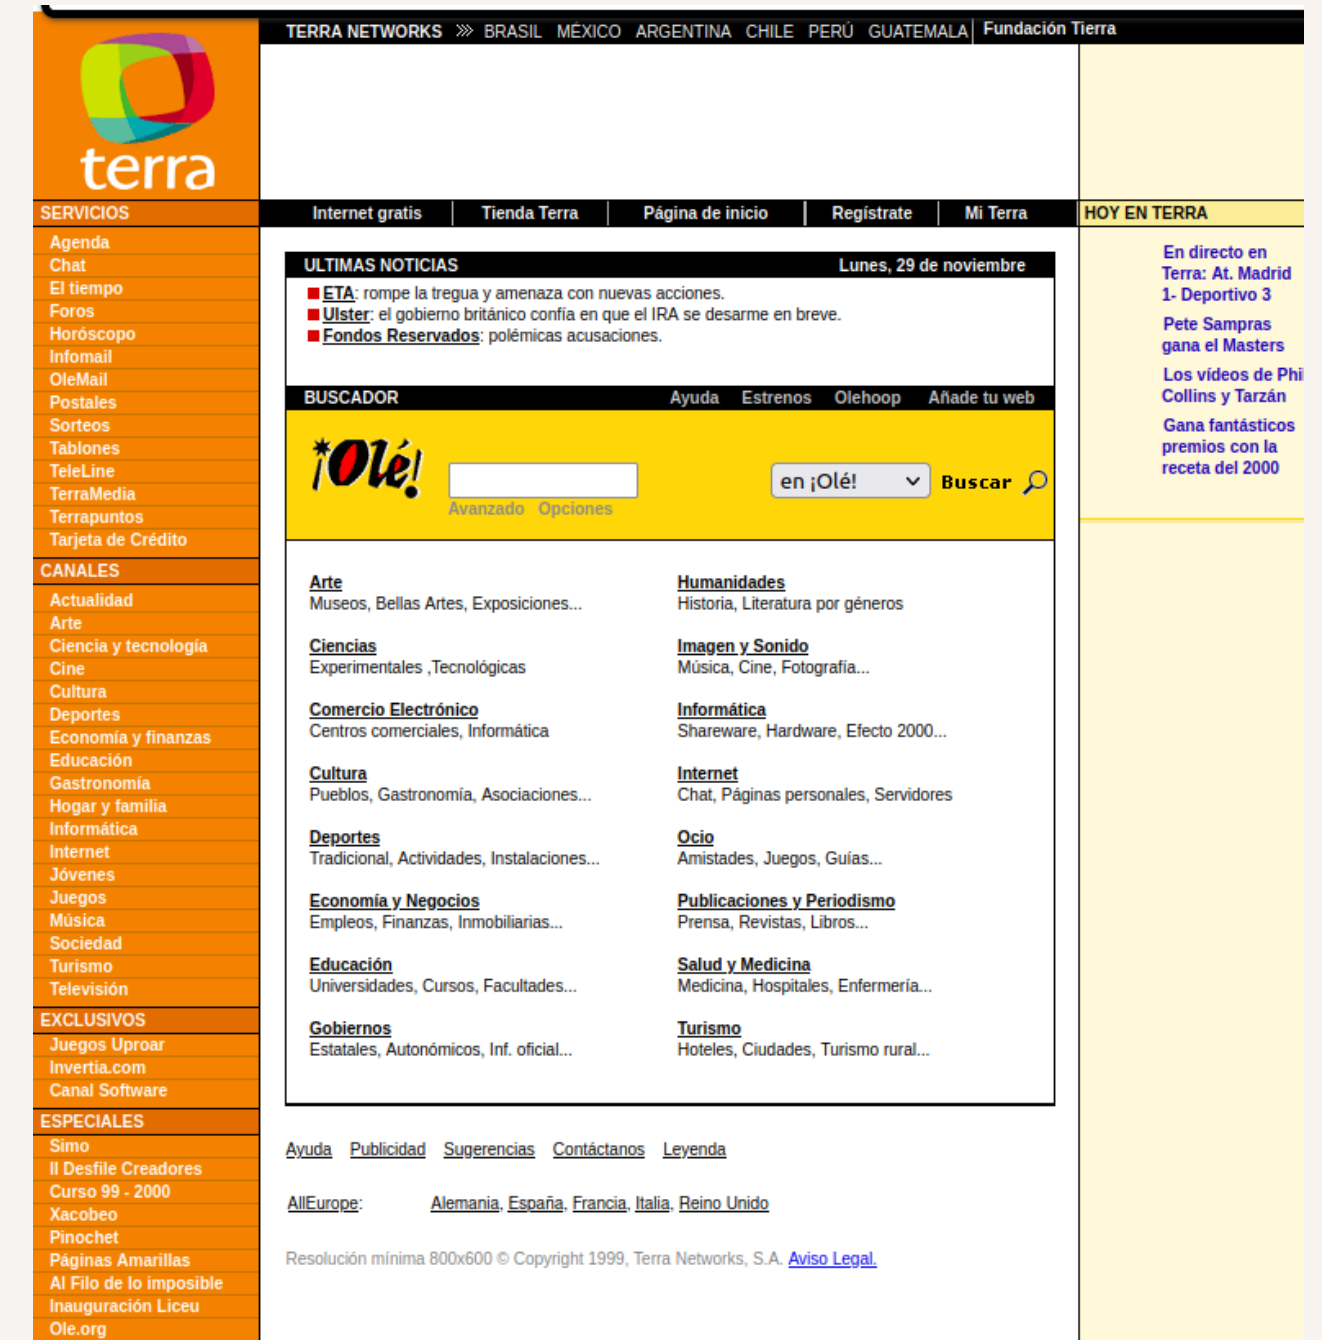 TERRA NETWORKS >>> BRASIL MÉXICO ARGENTINA CHILE PERÚ GUATEMALA Fundación Tierra
terra
SERVICIOS
Agenda
Chat
El tiempo
Foros
Horóscopo
Infomail
OleMail
Postales
Sorteos
Tablones
TeleLine
TerraMedia
Terrapuntos
Tarjeta de Crédito
CANALES
Actualidad
Arte
Ciencia y tecnología
Cine
Cultura
Deportes
Economía y finanzas
Educación
Gastronomía
Hogar y familia
Informática
Internet
Jóvenes
Juegos
Música
Sociedad
Turismo
Televisión
EXCLUSIVOS
Juegos Uproar
Invertia.com
Canal Software
ESPECIALES
Simo
II Desfile Creadores
Curso 99 - 2000
Xacobeo
Pinochet
Páginas Amarillas
Al Filo de lo imposible
Inauguración Liceu
Ole.org
Internet gratis Tienda Terra Página de inicio Regístrate Mi Terra
ULTIMAS NOTICIAS Lunes, 29 de noviembre
ETA: rompe la tregua y amenaza con nuevas acciones.
Ulster: el gobierno británico confía en que el IRA se desarme en breve.
Fondos Reservados: polémicas acusaciones.
BUSCADOR Ayuda Estrenos Olehoop Añade tu web
¡Olé! en ¡Olé! Buscar
Avanzado Opciones
Arte
Museos, Bellas Artes, Exposiciones...
Humanidades
Historia, Literatura por géneros
Ciencias
Experimentales ,Tecnológicas
Imagen y Sonido
Música, Cine, Fotografía...
Comercio Electrónico
Centros comerciales, Informática
Informática
Shareware, Hardware, Efecto 2000...
Cultura
Pueblos, Gastronomía, Asociaciones...
Internet
Chat, Páginas personales, Servidores
Deportes
Tradicional, Actividades, Instalaciones...
Ocio
Amistades, Juegos, Guías...
Economía y Negocios
Empleos, Finanzas, Inmobiliarias...
Publicaciones y Periodismo
Prensa, Revistas, Libros...
Educación
Universidades, Cursos, Facultades...
Salud y Medicina
Medicina, Hospitales, Enfermería...
Gobiernos
Estatales, Autonómicos, Inf. oficial...
Turismo
Hoteles, Ciudades, Turismo rural...
Ayuda Publicidad Sugerencias Contáctanos Leyenda
AllEurope: Alemania, España, Francia, Italia, Reino Unido
Resolución mínima 800x600 © Copyright 1999, Terra Networks, S.A. Aviso Legal.
HOY EN TERRA
En directo en
Terra: At. Madrid
1- Deportivo 3
Pete Sampras
gana el Masters
Los vídeos de Phil
Collins y Tarzán
Gana fantásticos
premios con la
receta del 2000